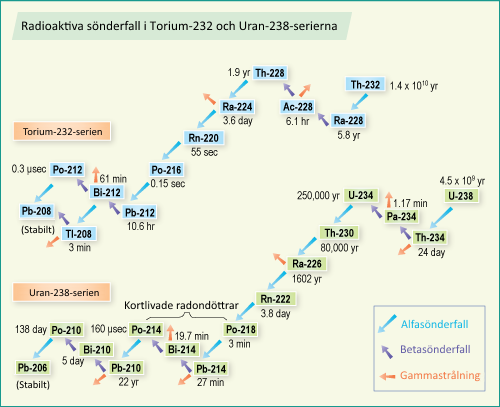 Radioaktiva sönderfall i Torium-232 och Uran-238-serierna
1.9 yr Th-228
Th-232 1.4 x 10¹⁰ yr
Ra-224
3.6 day
Ac-228
6.1 hr
Ra-228
5.8 yr
Torium-232-serien
Rn-220
55 sec
0.3 µsec Po-212
61 min
Po-216
0.15 sec
Bi-212
Pb-208
(Stabilt)
Pb-212
10.6 hr
Tl-208
3 min
4.5 x 10⁹ yr
250,000 yr U-234
1.17 min
U-238
Pa-234
Th-230
80,000 yr
Th-234
24 day
Ra-226
1602 yr
Uran-238-serien
Rn-222
3.8 day
Kortlivade radondöttrar
138 day Po-210
160 µsec Po-214
19.7 min
Po-218
3 min
Bi-210
5 day
Bi-214
Pb-206
(Stabilt)
Pb-210
22 yr
Pb-214
27 min
Alfasönderfall
Betasönderfall
Gammastrålning